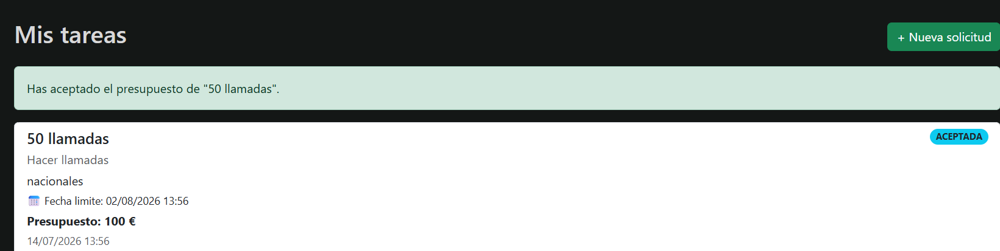 Mis tareas
+ Nueva solicitud
Has aceptado el presupuesto de "50 llamadas".
50 llamadas
ACEPTADA
Hacer llamadas
nacionales
Fecha limite: 02/08/2026 13:56
Presupuesto: 100 €
14/07/2026 13:56